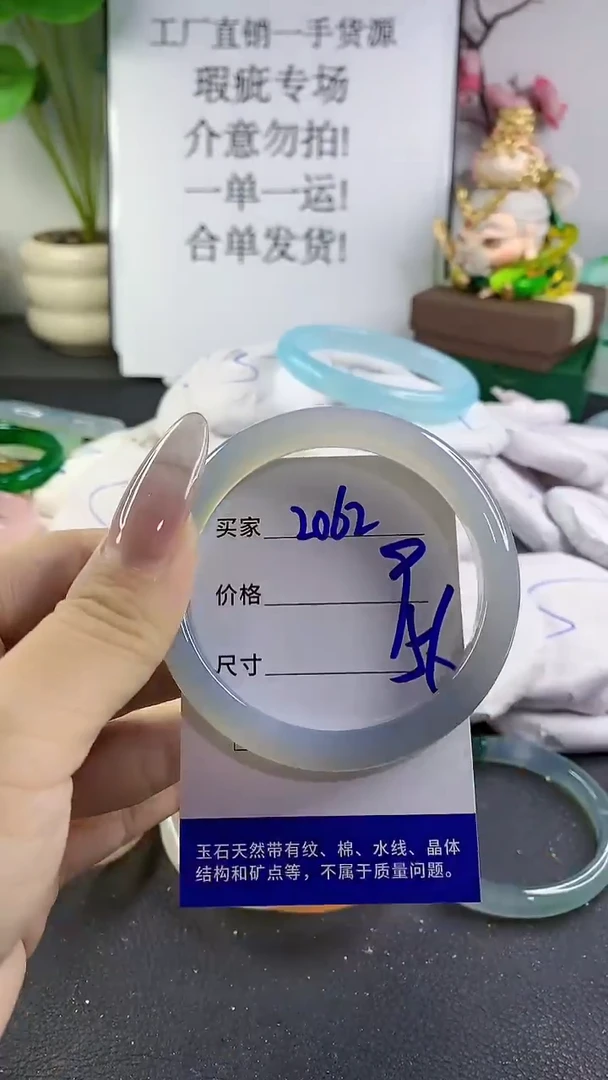 工厂直销一手货源
瑕疵专场
介意勿拍!
一单一运!
合单发货!
买家 2062
价格
尺寸
玉石天然带有纹、棉、水线、晶体
结构和矿点等，不属于质量问题。